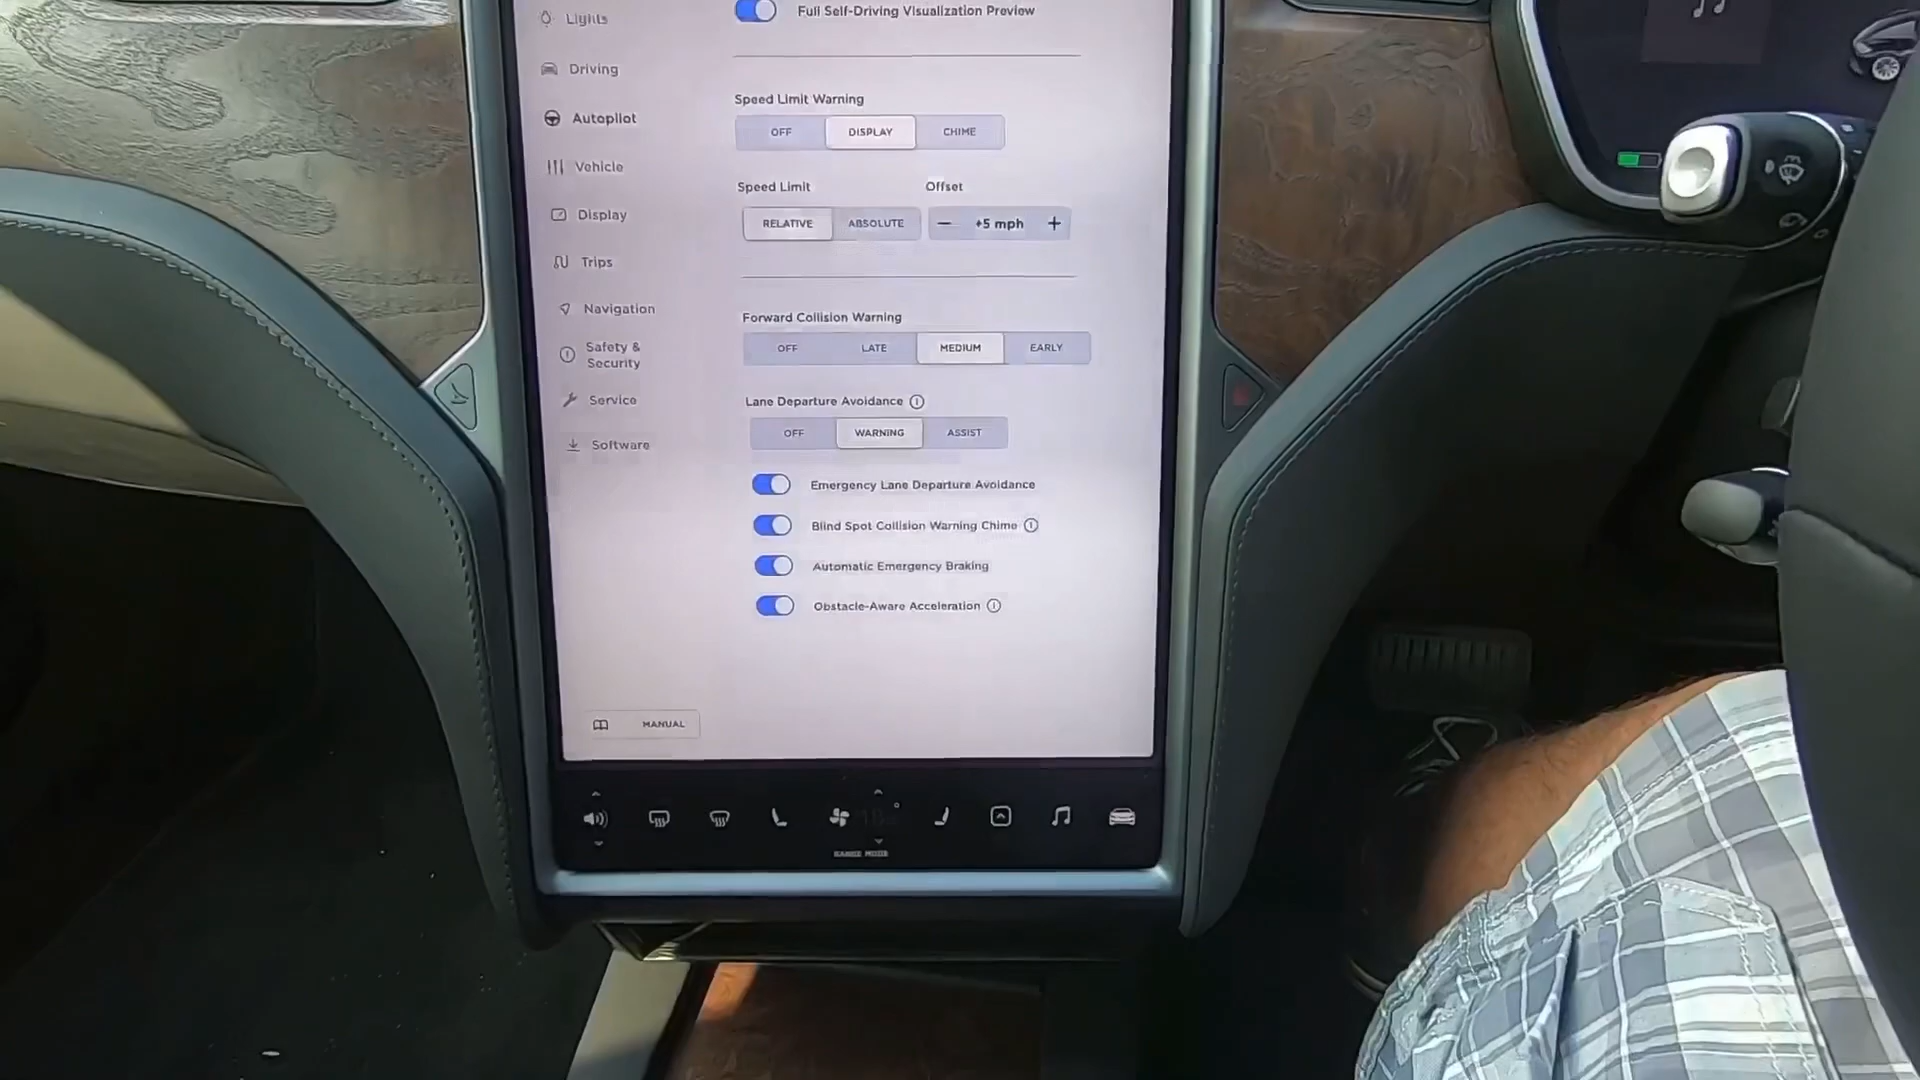 Lights
Driving
Autopilot
Vehicle
Display
Trips
Navigation
Safety &
Security
Service
Software
MANUAL
Full Self-Driving Visualization Preview
Speed Limit Warning
OFF DISPLAY CHIME
Speed Limit Offset
RELATIVE ABSOLUTE +5 mph
Forward Collision Warning
OFF LATE MEDIUM EARLY
Lane Departure Avoidance
OFF WARNING ASSIST
Emergency Lane Departure Avoidance
Blind Spot Collision Warning Chime
Automatic Emergency Braking
Obstacle-Aware Acceleration
RANGE MODE